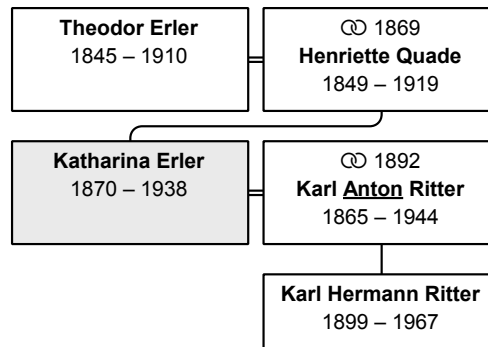 Theodor Erler
1845 – 1910
⚭ 1869
Henriette Quade
1849 – 1919
Katharina Erler
1870 – 1938
⚭ 1892
Karl Anton Ritter
1865 – 1944
Karl Hermann Ritter
1899 – 1967